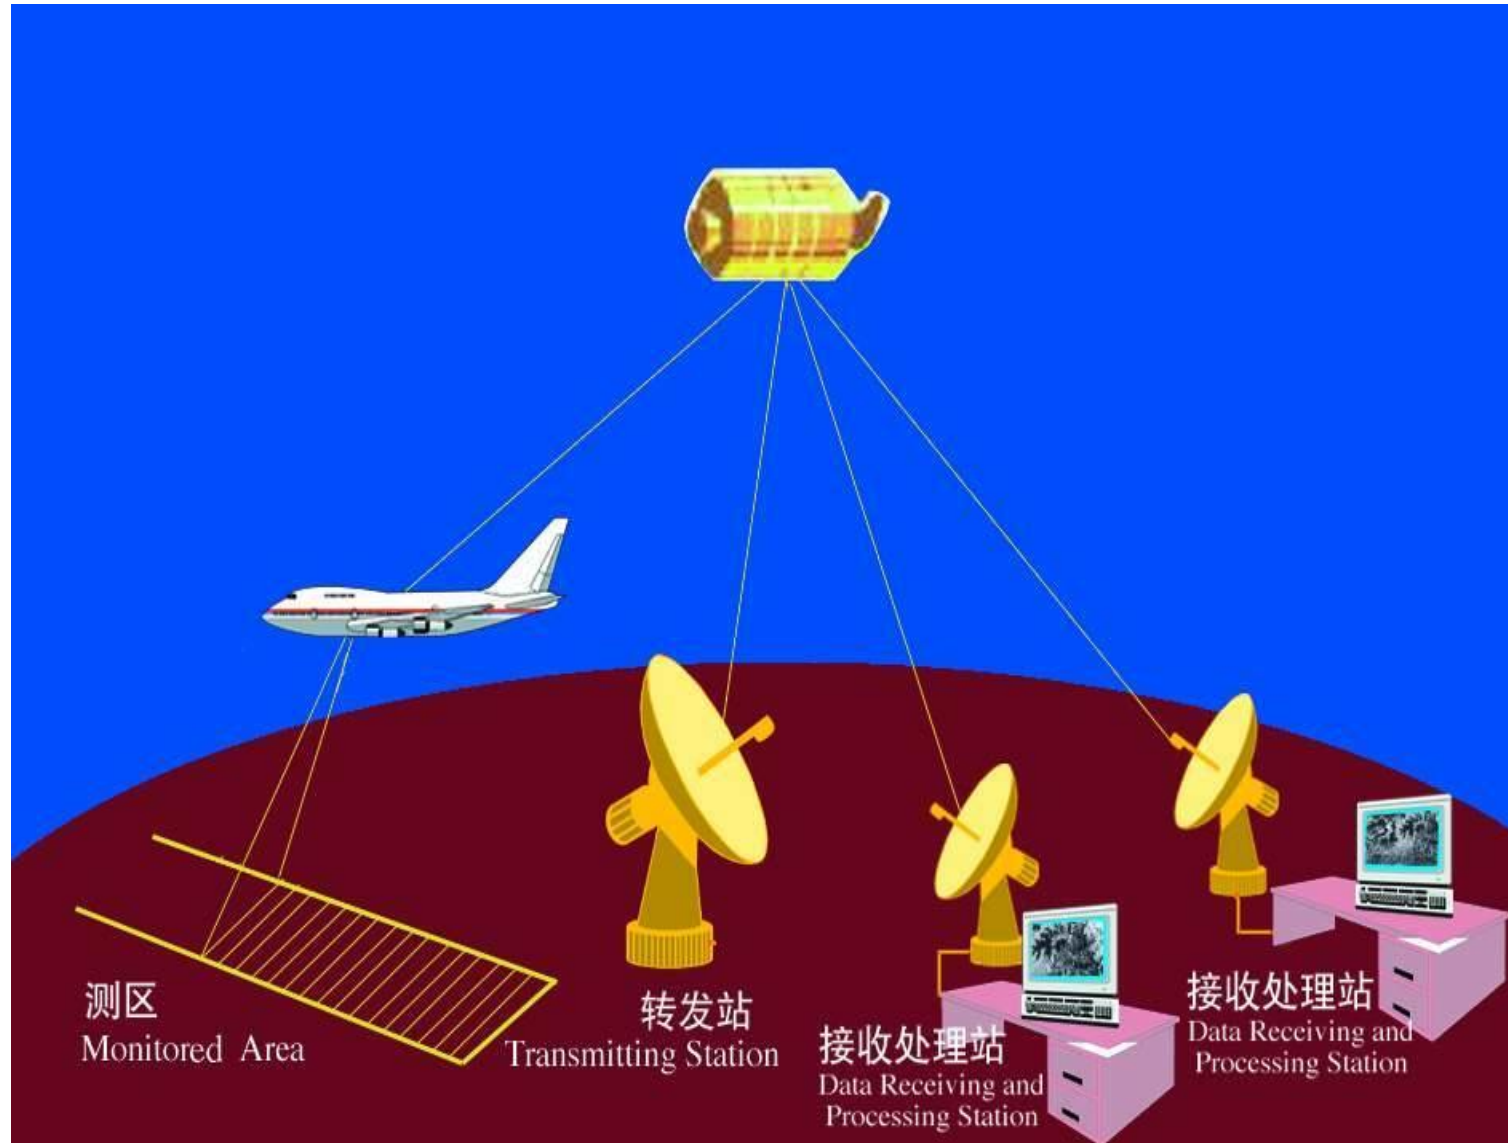 测区
Monitored Area
转发站
Transmitting Station
接收处理站
Data Receiving and
Processing Station
接收处理站
Data Receiving and
Processing Station